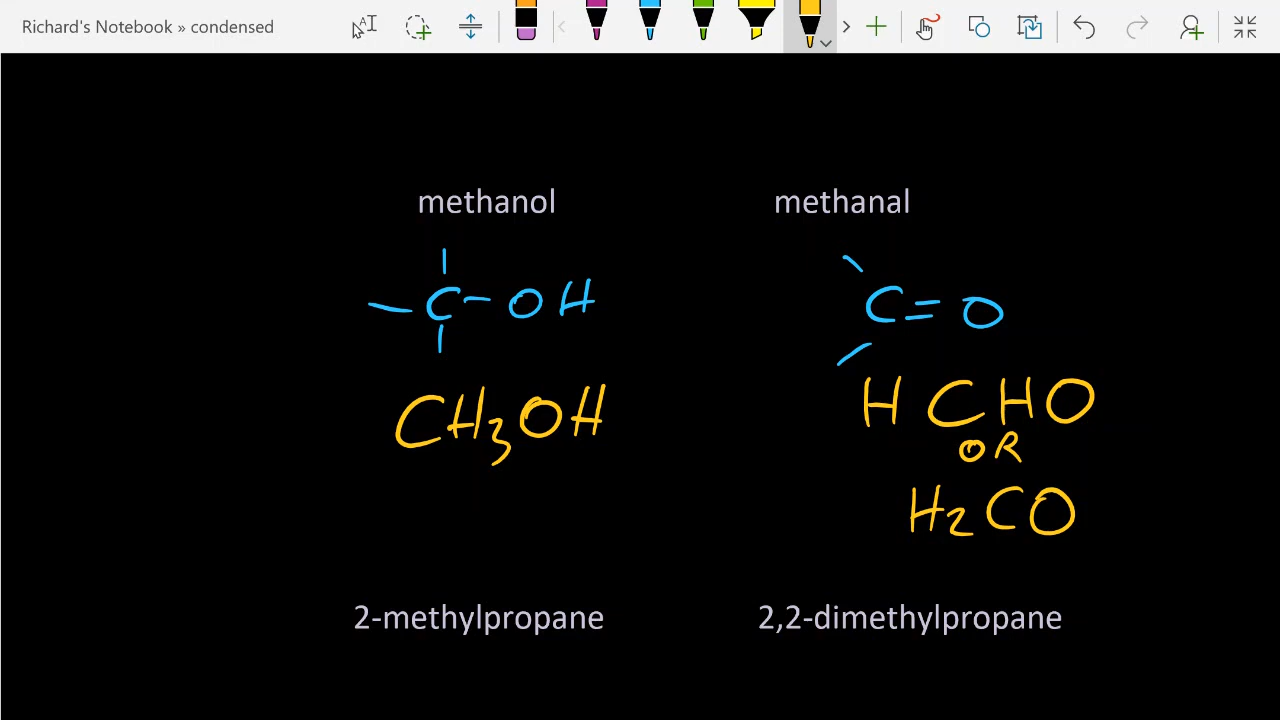 Richard's Notebook » condensed
methanol
methanal
C-OH
C=O
CH3OH
HCHO
OR
H2CO
2-methylpropane
2,2-dimethylpropane